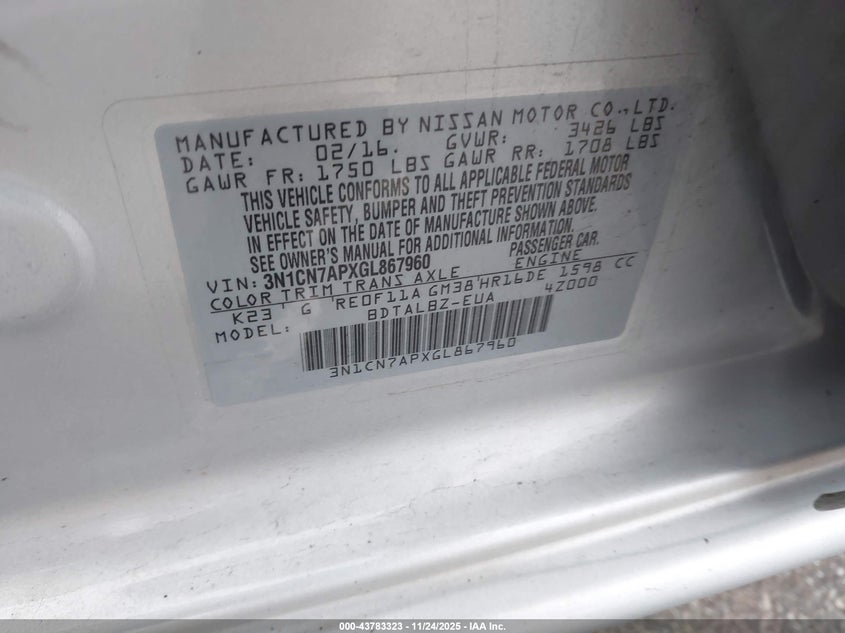 MANUFACTURED BY NISSAN MOTOR CO.,LTD.
DATE: 02/16. GVWR: 3426 LBS
GAWR FR: 1750 LBS GAWR RR: 1708 LBS
THIS VEHICLE CONFORMS TO ALL APPLICABLE FEDERAL MOTOR
VEHICLE SAFETY, BUMPER AND THEFT PREVENTION STANDARDS
IN EFFECT ON THE DATE OF MANUFACTURE SHOWN ABOVE.
SEE OWNER'S MANUAL FOR ADDITIONAL INFORMATION.
VIN: 3N1CN7APXGL867960 PASSENGER CAR.
COLOR TRIM TRANS AXLE ENGINE
K23 G RE0F11A GM38 HR16DE 1598 CC
MODEL: BDTALBZ-EUA 4Z000
3N1CN7APXGL867960
000-43783323 | 11/24/2025 | IAA Inc.